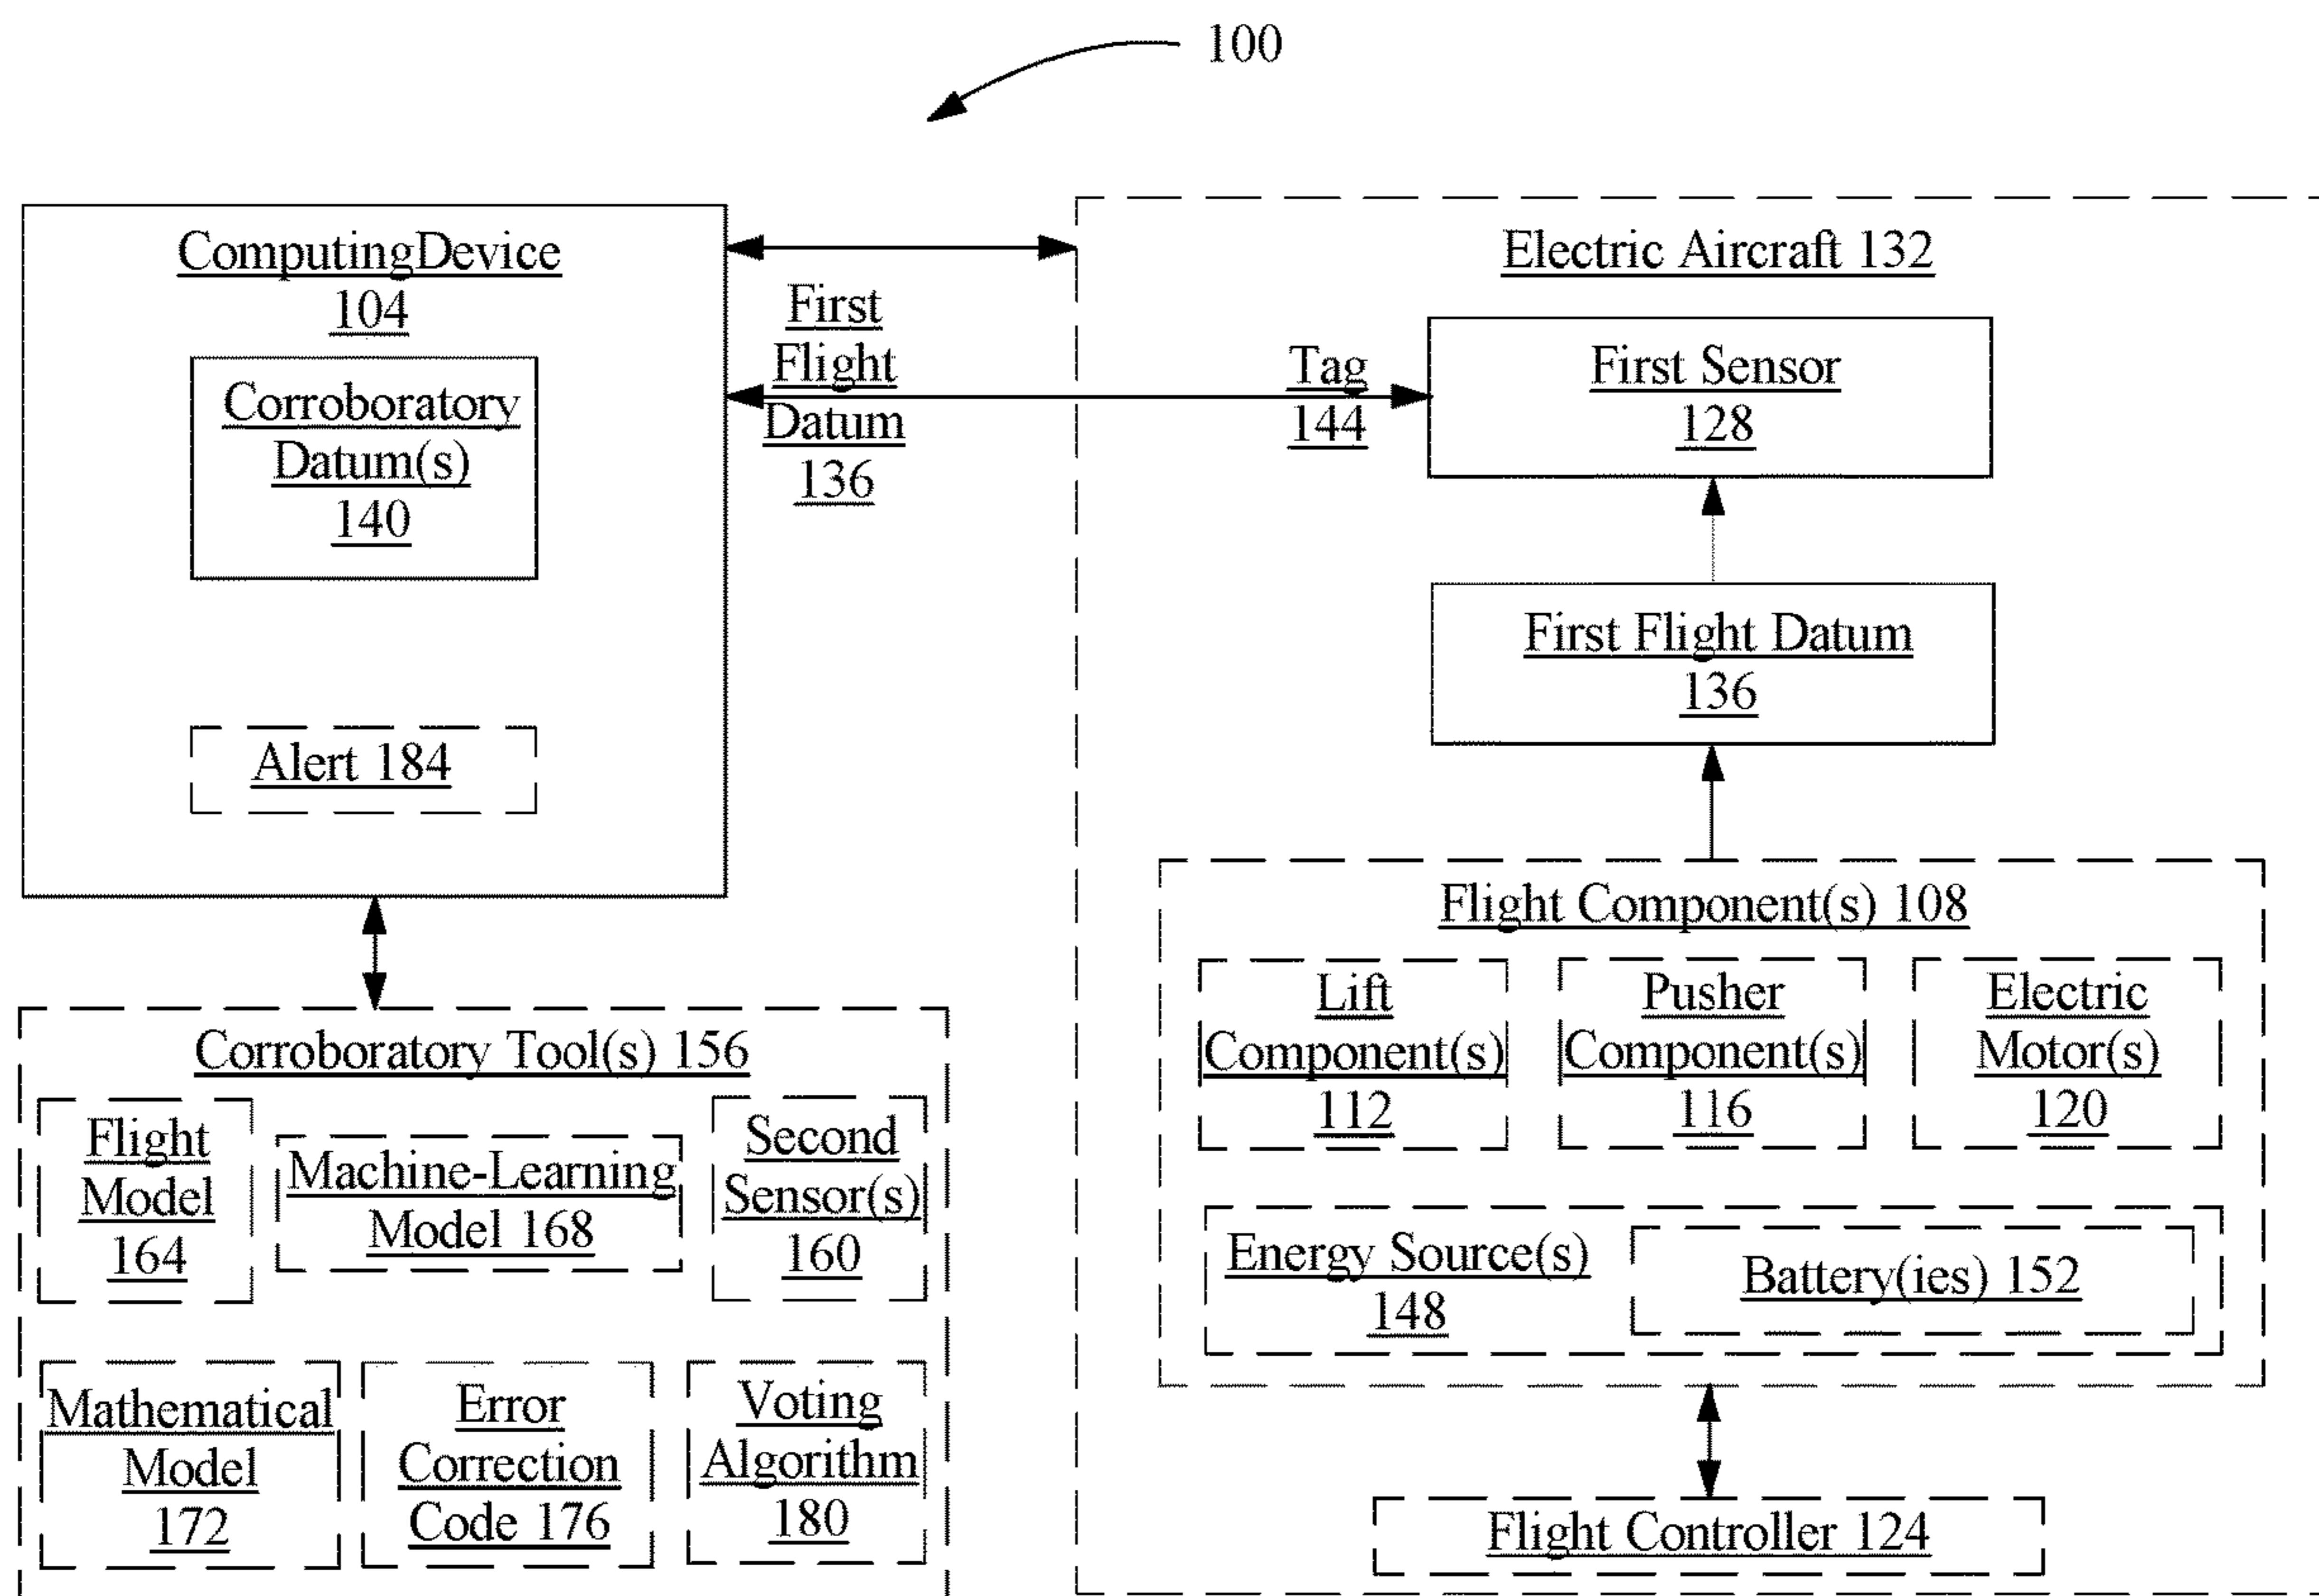 100
ComputingDevice
104
Corroboratory
Datum(s)
140
Alert 184
First
Flight
Datum
136
Electric Aircraft 132
Tag
144
First Sensor
128
First Flight Datum
136
Flight Component(s) 108
Lift
Component(s)
112
Pusher
Component(s)
116
Electric
Motor(s)
120
Energy Source(s)
148
Battery(ies) 152
Flight Controller 124
Corroboratory Tool(s) 156
Flight
Model
164
Machine-Learning
Model 168
Second
Sensor(s)
160
Mathematical
Model
172
Error
Correction
Code 176
Voting
Algorithm
180